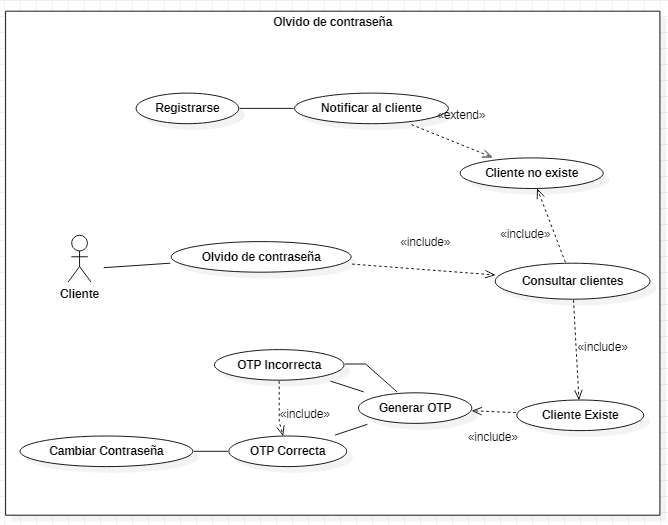 Olvido de contraseña
Registrarse
Notificar al cliente
«extend»
Cliente no existe
«include»
Olvido de contraseña
«include»
Consultar clientes
Cliente
«include»
OTP Incorrecta
«include»
Generar OTP
Cliente Existe
«include»
Cambiar Contraseña
OTP Correcta